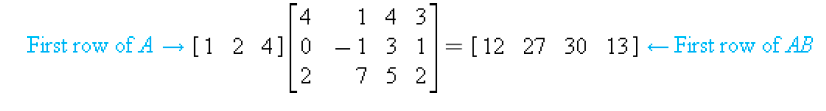 4 1 4 3
First row of A → [ 1 2 4 ] 0 −1 3 1 = [ 12 27 30 13 ] ← First row of AB
2 7 5 2